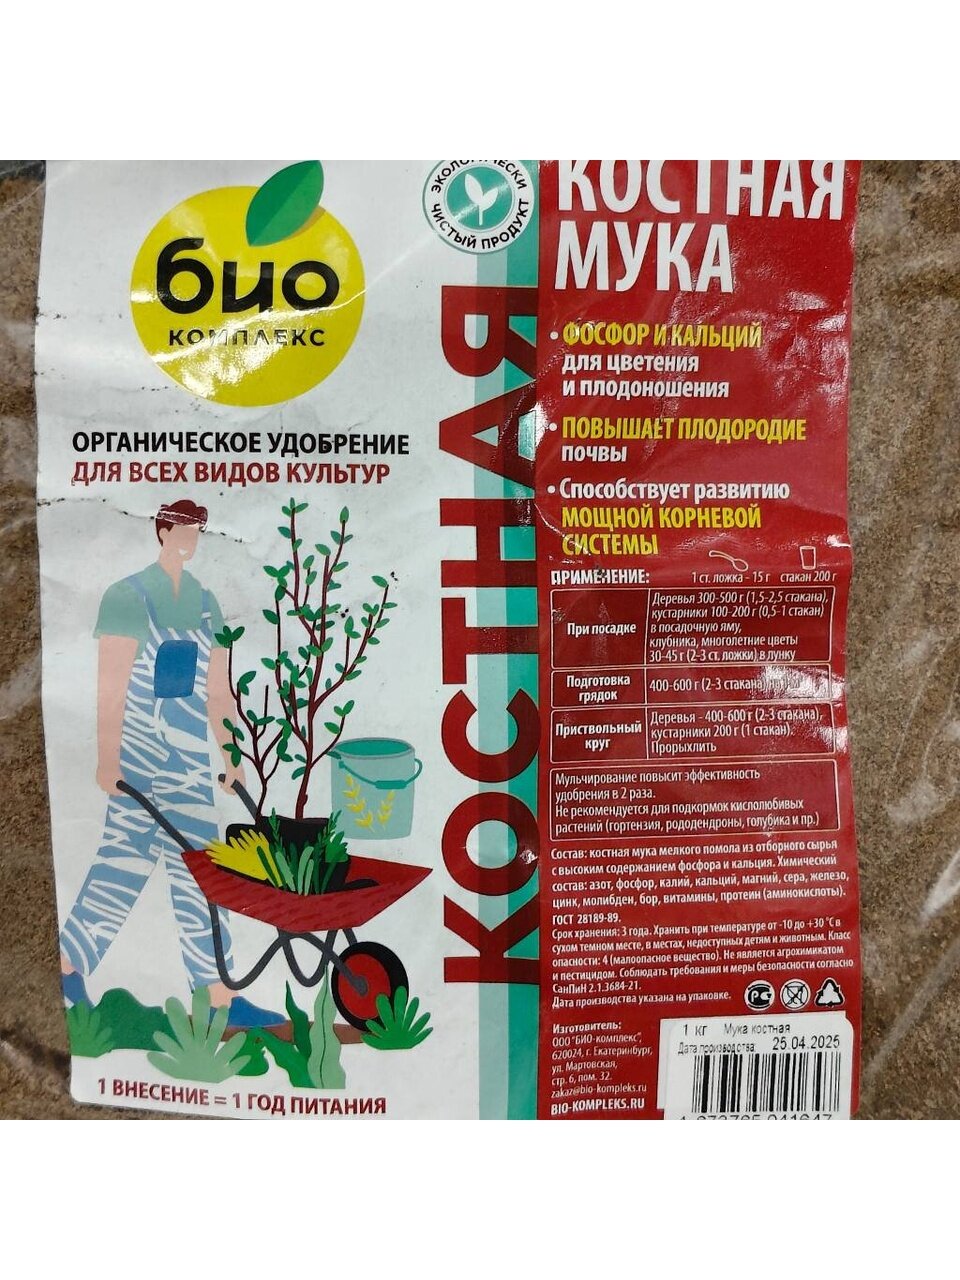 био
КОМПЛЕКС
ЭКОЛОГИЧЕСКИ
ЧИСТЫЙ ПРОДУКТ
ОРГАНИЧЕСКОЕ УДОБРЕНИЕ
ДЛЯ ВСЕХ ВИДОВ КУЛЬТУР
1 ВНЕСЕНИЕ = 1 ГОД ПИТАНИЯ
КОСТНАЯ
КОСТНАЯ
МУКА
• ФОСФОР И КАЛЬЦИЙ
для цветения
и плодоношения
• ПОВЫШАЕТ ПЛОДОРОДИЕ
почвы
• Способствует развитию
МОЩНОЙ КОРНЕВОЙ
СИСТЕМЫ
ПРИМЕНЕНИЕ:
1 ст. ложка - 15 г стакан 200 г
При посадке
Деревья 300-500 г (1,5-2,5 стакана),
кустарники 100-200 г (0,5-1 стакан)
в посадочную яму,
клубника, многолетние цветы
30-45 г (2-3 ст. ложки) в лунку
Подготовка
грядок
400-600 г (2-3 стакана)
Приствольный
круг
Деревья - 400-600 г (2-3 стакана),
кустарники 200 г (1 стакан).
Прорыхлить
Мульчирование повысит эффективность
удобрения в 2 раза.
Не рекомендуется для подкормок кислолюбивых
растений (гортензия, рододендроны, голубика и пр.)
Состав: костная мука мелкого помола из отборного сырья
с высоким содержанием фосфора и кальция. Химический
состав: азот, фосфор, калий, кальций, магний, сера, железо,
цинк, молибден, бор, витамины, протеин (аминокислоты).
ГОСТ 28189-89.
Срок хранения: 3 года. Хранить при температуре от -10 до +30 °С в
сухом темном месте, в местах, недоступных детям и животным. Класс
опасности: 4 (малоопасное вещество). Не является агрохимикатом
и пестицидом. Соблюдать требования и меры безопасности согласно
СанПиН 2.1.3684-21.
Дата производства указана на упаковке.
РС
Изготовитель:
ООО "БИО-комплекс",
620024, г. Екатеринбург,
ул. Мартовская,
стр. 6, пом. 32.
zakaz@bio-kompleks.ru
BIO-KOMPLEKS.RU
1 кг Мука костная
Дата производства: 25.04.2025